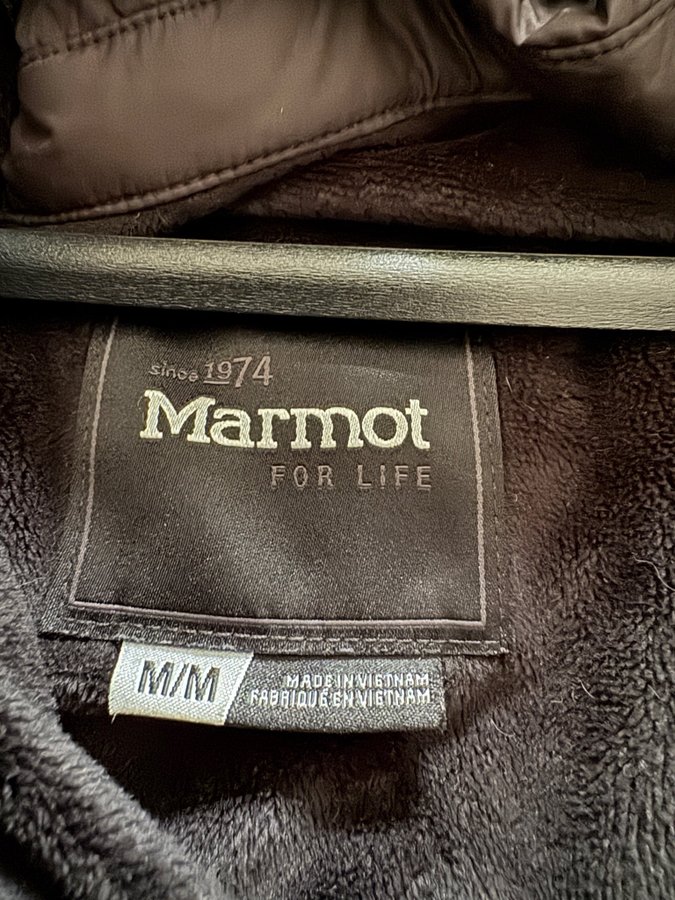 since 1974
Marmot
FOR LIFE
M/M
MADE IN VIETNAM
FABRIQUÉ EN VIETNAM